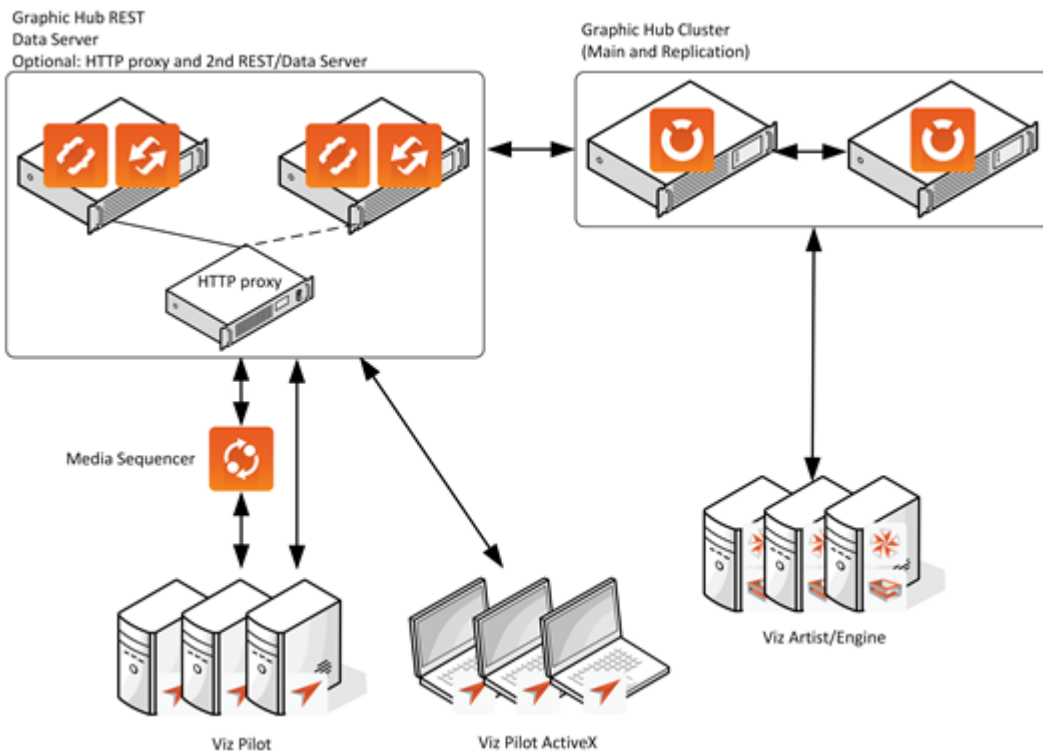 Graphic Hub REST
Data Server
Optional: HTTP proxy and 2nd REST/Data Server
Graphic Hub Cluster
(Main and Replication)
HTTP proxy
Media Sequencer
Viz Artist/Engine
Viz Pilot
Viz Pilot ActiveX